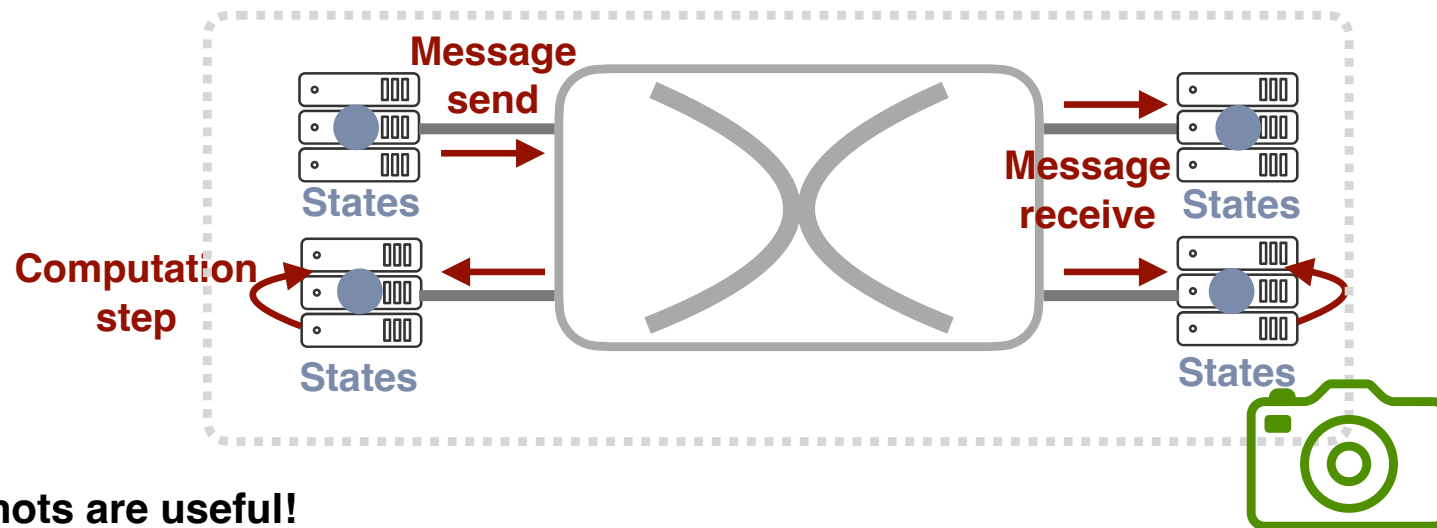 Message
send
States
Message
receive
States
Computation
step
States
States
hots are useful!